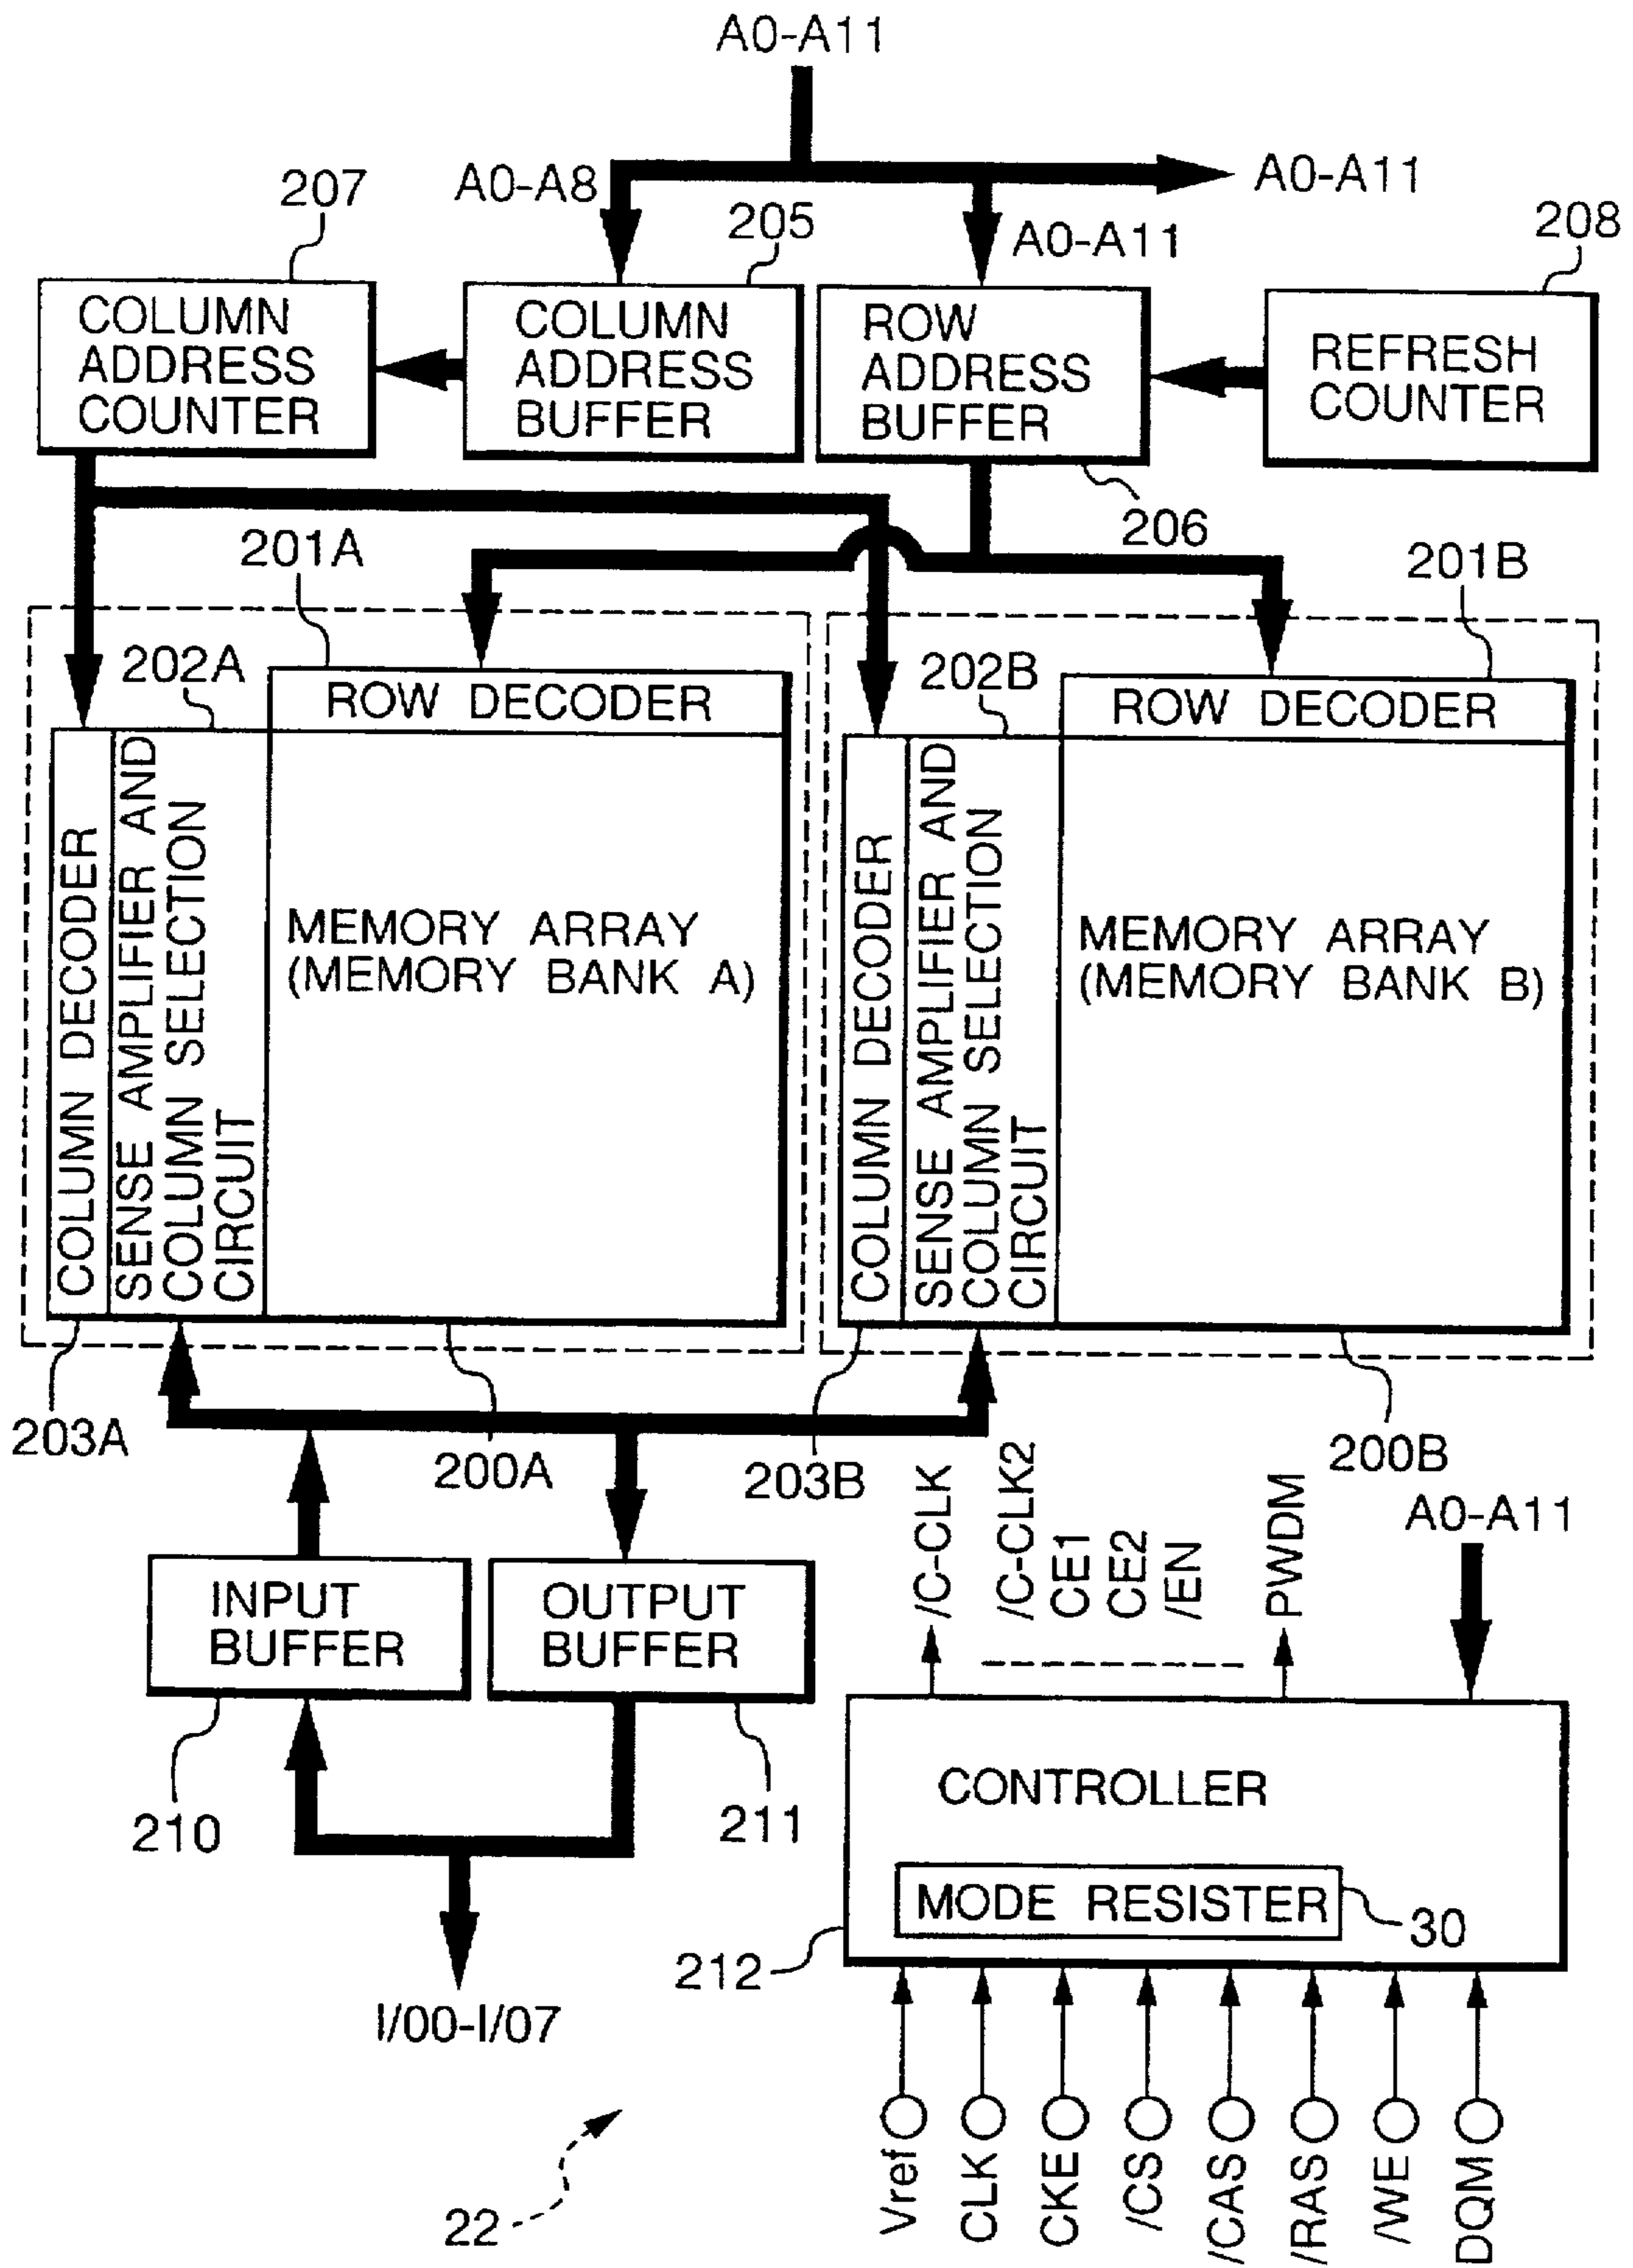 A0-A11
A0-A8
A0-A11
A0-A11
207
205
208
COLUMN
ADDRESS
COUNTER
COLUMN
ADDRESS
BUFFER
ROW
ADDRESS
BUFFER
REFRESH
COUNTER
206
201A
201B
202A
202B
ROW DECODER
ROW DECODER
COLUMN DECODER
SENSE AMPLIFIER AND
COLUMN SELECTION
CIRCUIT
MEMORY ARRAY
(MEMORY BANK A)
COLUMN DECODER
SENSE AMPLIFIER AND
COLUMN SELECTION
CIRCUIT
MEMORY ARRAY
(MEMORY BANK B)
203A
200A
203B
200B
INPUT
BUFFER
OUTPUT
BUFFER
210
211
I/00-I/07
/C-CLK
/C-CLK2
CE1
CE2
/EN
PWDM
A0-A11
CONTROLLER
MODE RESISTER
30
212
Vref
CLK
CKE
/CS
/CAS
/RAS
/WE
DQM
22